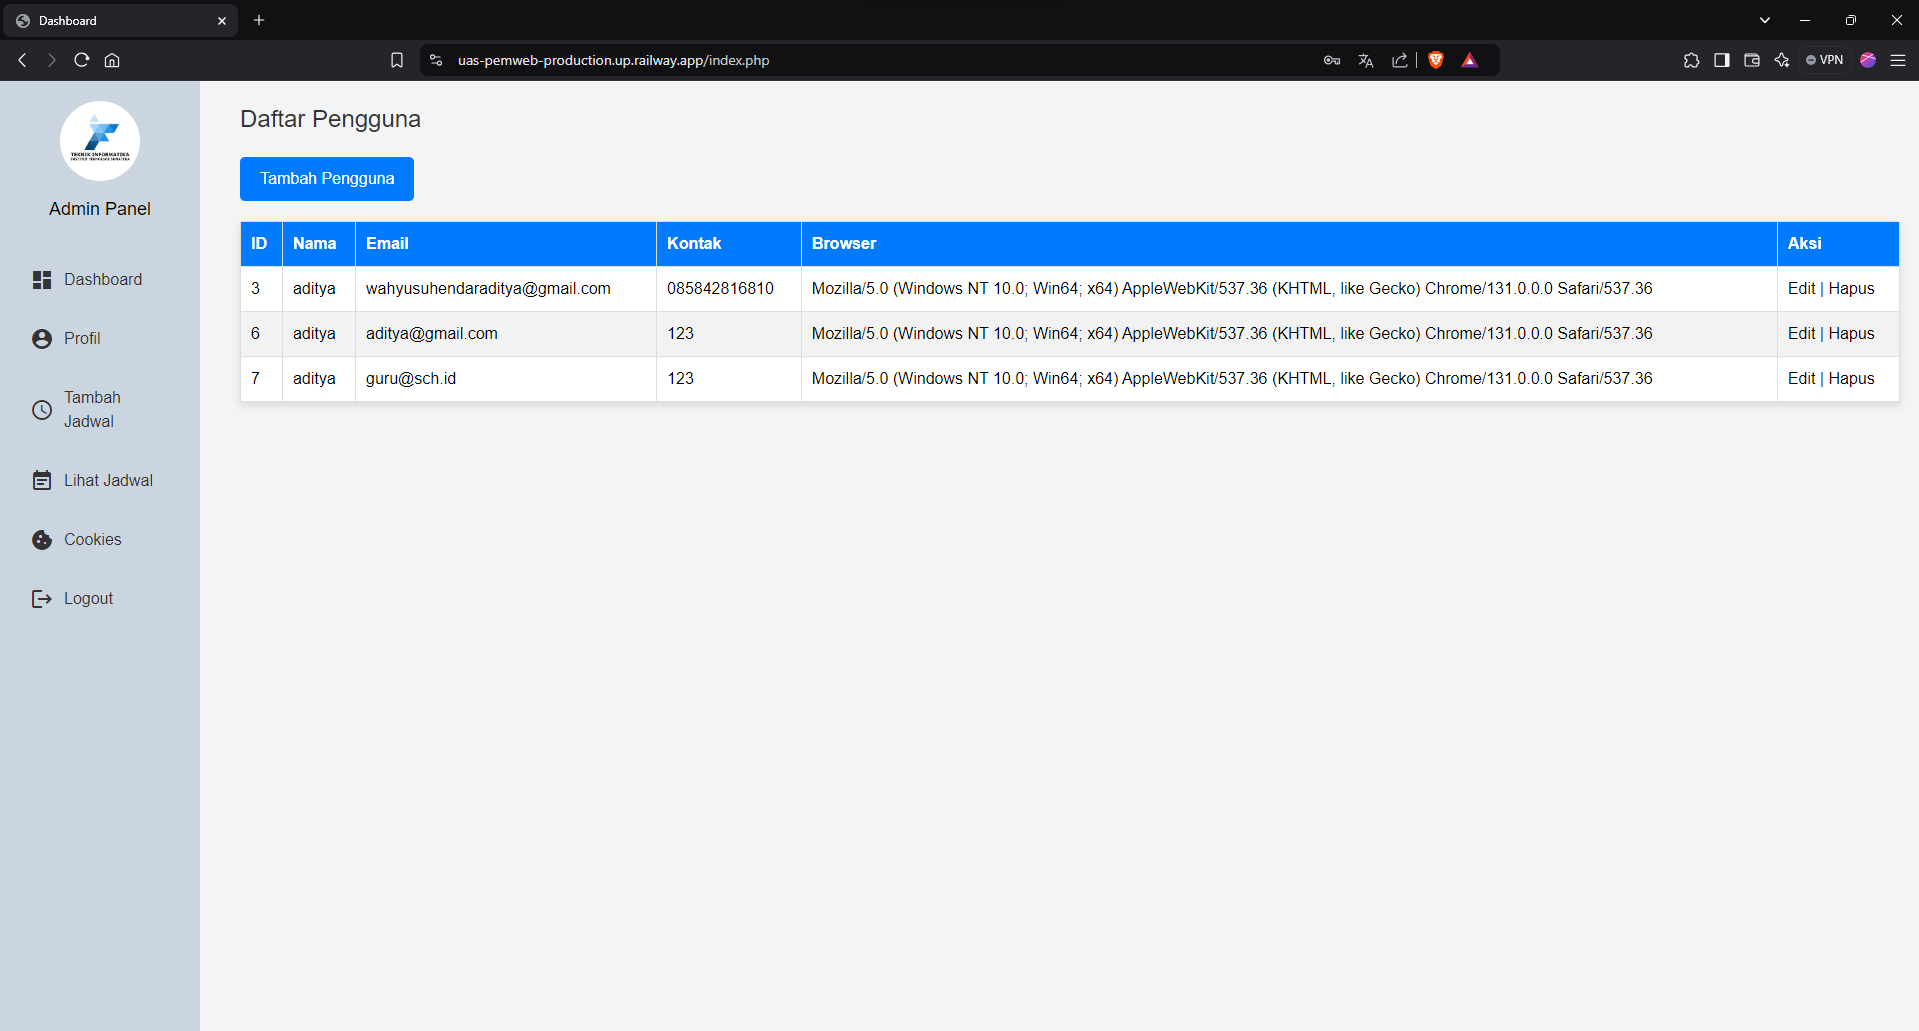 Dashboard
uas-pemweb-production.up.railway.app/index.php
VPN
TEKNIK INFORMATIKA
INSTITUT TEKNOLOGI SUMATERA
Admin Panel
Dashboard
Profil
Tambah
Jadwal
Lihat Jadwal
Cookies
Logout
Daftar Pengguna
Tambah Pengguna
ID Nama Email Kontak Browser Aksi
3 aditya wahyusuhendaraditya@gmail.com 085842816810 Mozilla/5.0 (Windows NT 10.0; Win64; x64) AppleWebKit/537.36 (KHTML, like Gecko) Chrome/131.0.0.0 Safari/537.36 Edit | Hapus
6 aditya aditya@gmail.com 123 Mozilla/5.0 (Windows NT 10.0; Win64; x64) AppleWebKit/537.36 (KHTML, like Gecko) Chrome/131.0.0.0 Safari/537.36 Edit | Hapus
7 aditya guru@sch.id 123 Mozilla/5.0 (Windows NT 10.0; Win64; x64) AppleWebKit/537.36 (KHTML, like Gecko) Chrome/131.0.0.0 Safari/537.36 Edit | Hapus